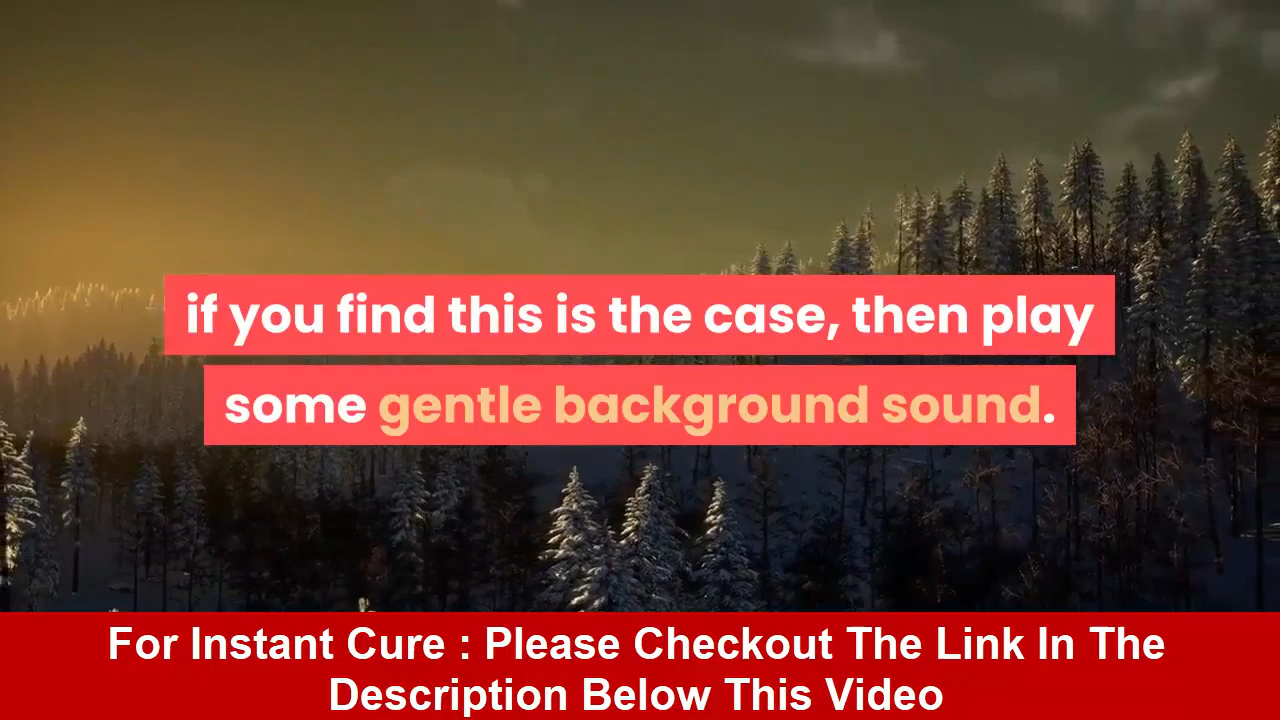 if you find this is the case, then play
some gentle background sound.
For Instant Cure : Please Checkout The Link In The
Description Below This Video